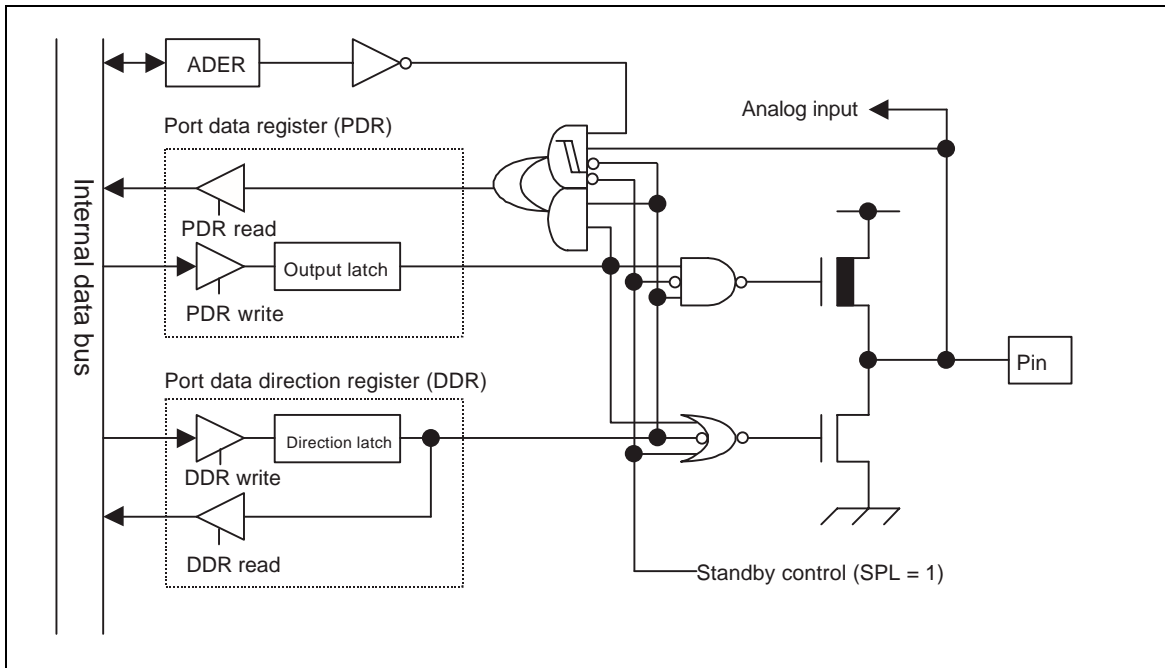 ADER
Analog input
Port data register (PDR)
Internal data bus
PDR read
Output latch
PDR write
Pin
Port data direction register (DDR)
Direction latch
DDR write
DDR read
Standby control (SPL = 1)